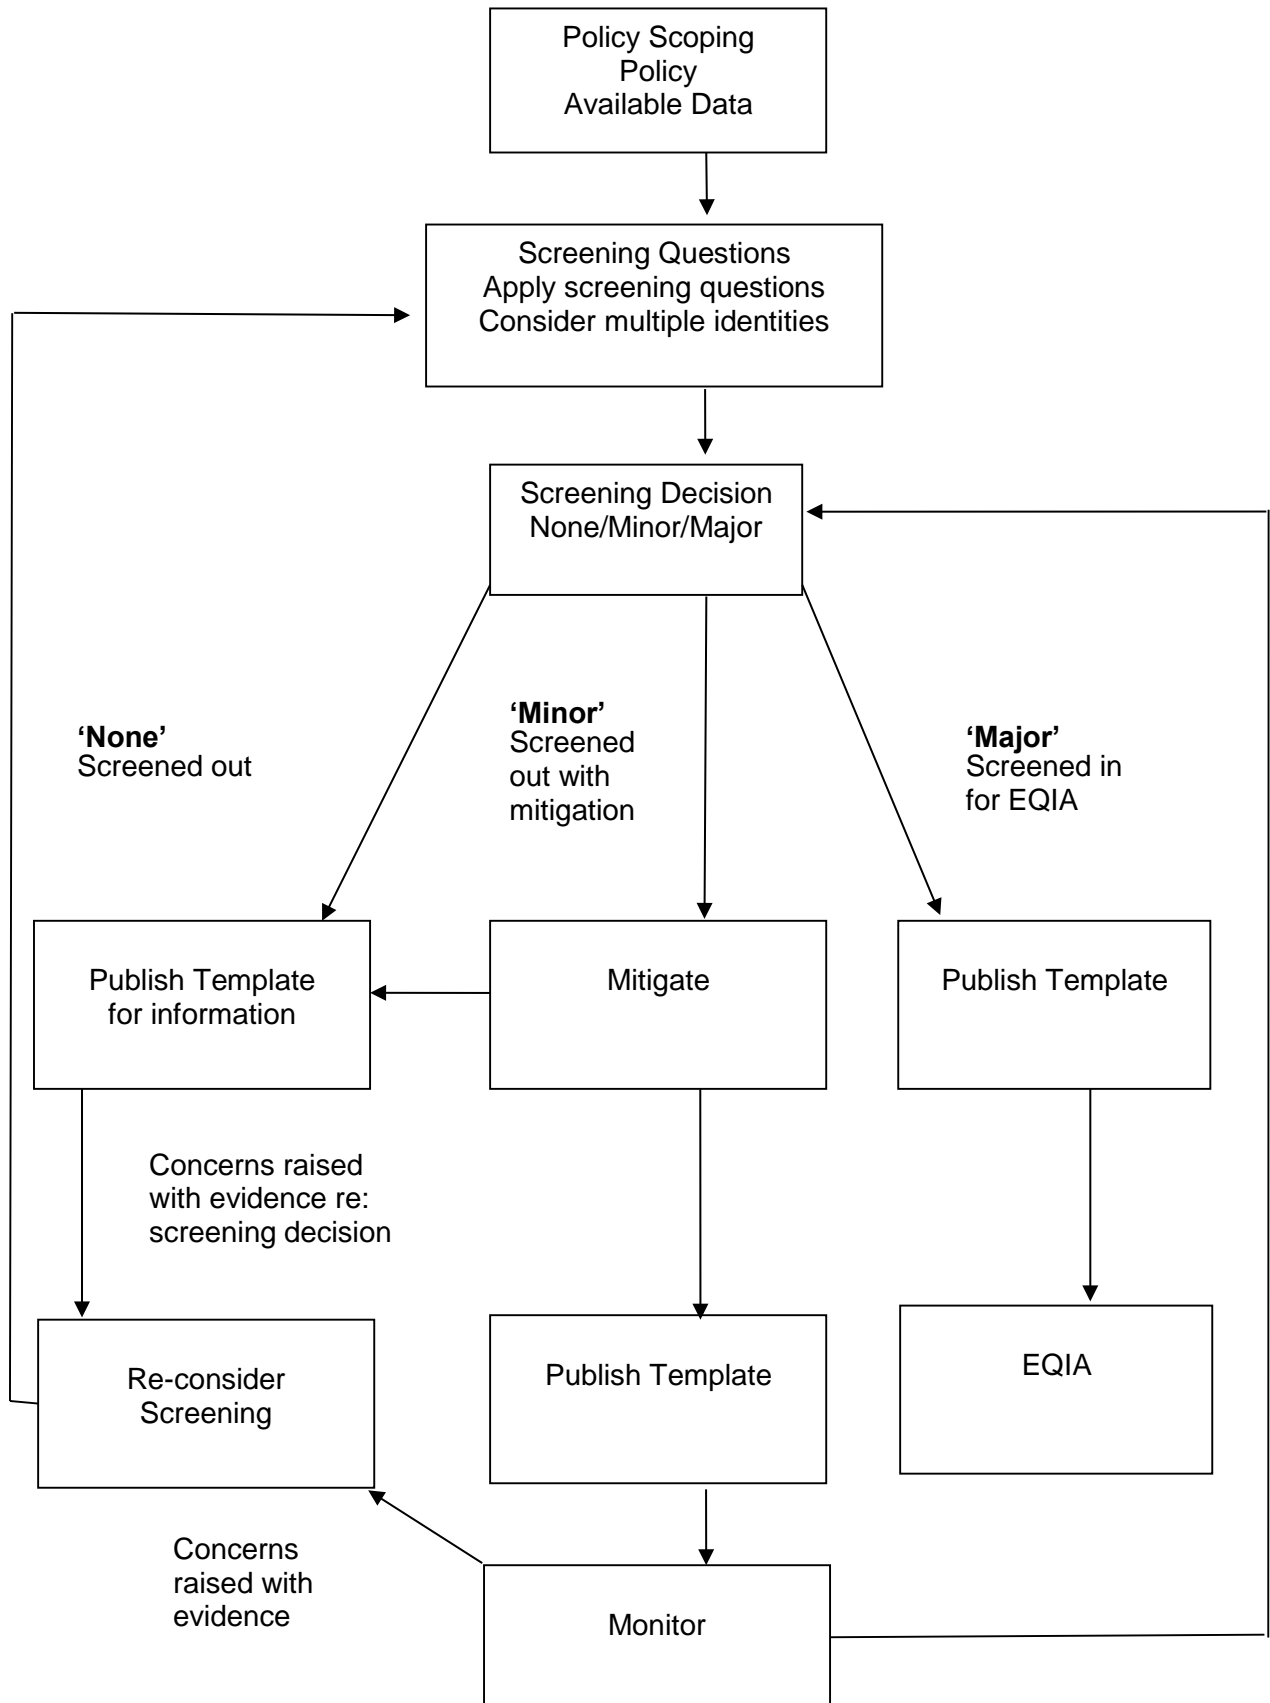 Policy Scoping
Policy
Available Data
Screening Questions
Apply screening questions
Consider multiple identities
Screening Decision
None/Minor/Major
‘None’
Screened out
‘Minor’
Screened
out with
mitigation
‘Major’
Screened in
for EQIA
Publish Template
for information
Mitigate
Publish Template
Concerns raised
with evidence re:
screening decision
Re-consider
Screening
Publish Template
EQIA
Concerns
raised with
evidence
Monitor